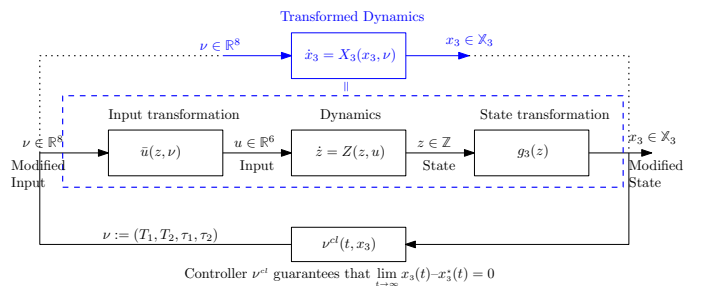 Transformed Dynamics
ν ∈ ℝ⁸
ẋ₃ = X₃(x₃, ν)
x₃ ∈ 𝕏₃
=
Input transformation
Dynamics
State transformation
ν ∈ ℝ⁸
ū(z, ν)
u ∈ ℝ⁶
ż = Z(z, u)
z ∈ ℤ
g₃(z)
x₃ ∈ 𝕏₃
Modified
Input
Input
State
Modified
State
ν := (T₁, T₂, τ₁, τ₂)
ν^{cl}(t, x₃)
Controller ν^{cl} guarantees that lim_{t→∞} x₃(t)–x₃^⋆(t) = 0